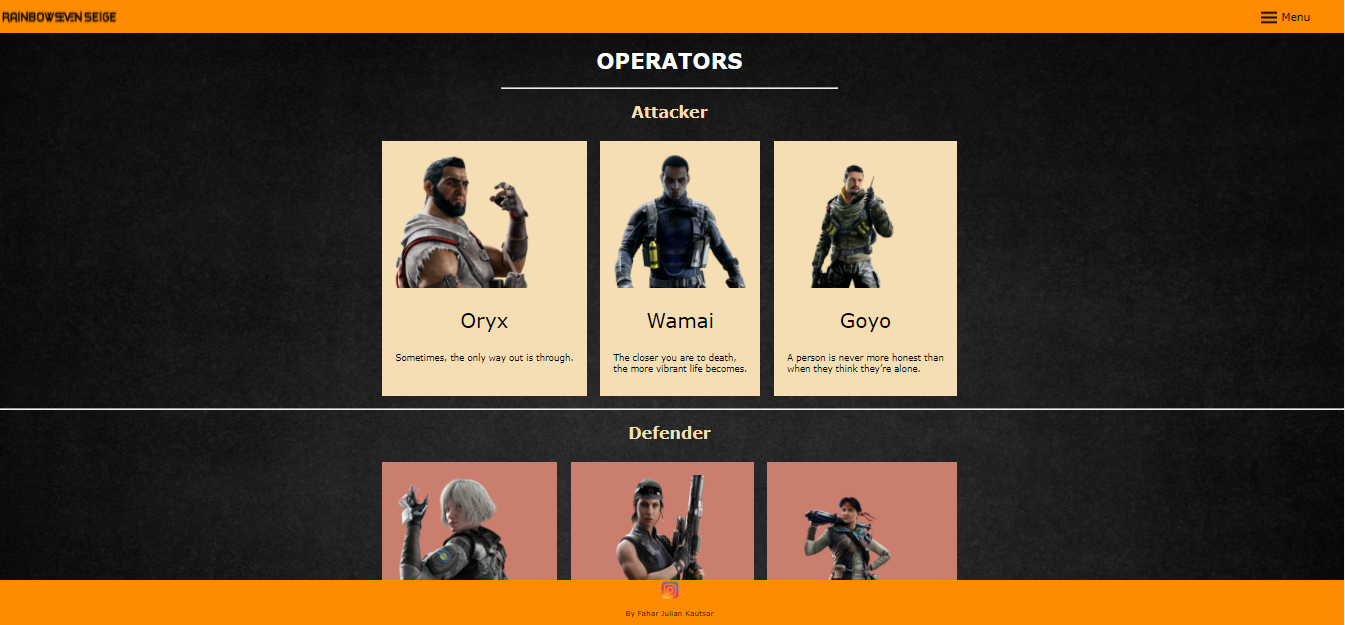 RAINBOWSEVEN SEIGE
Menu
OPERATORS
Attacker
Oryx
Wamai
Goyo
Sometimes, the only way out is through.
The closer you are to death,
the more vibrant life becomes.
A person is never more honest than
when they think they're alone.
Defender
By Fahar Julian Kautsar